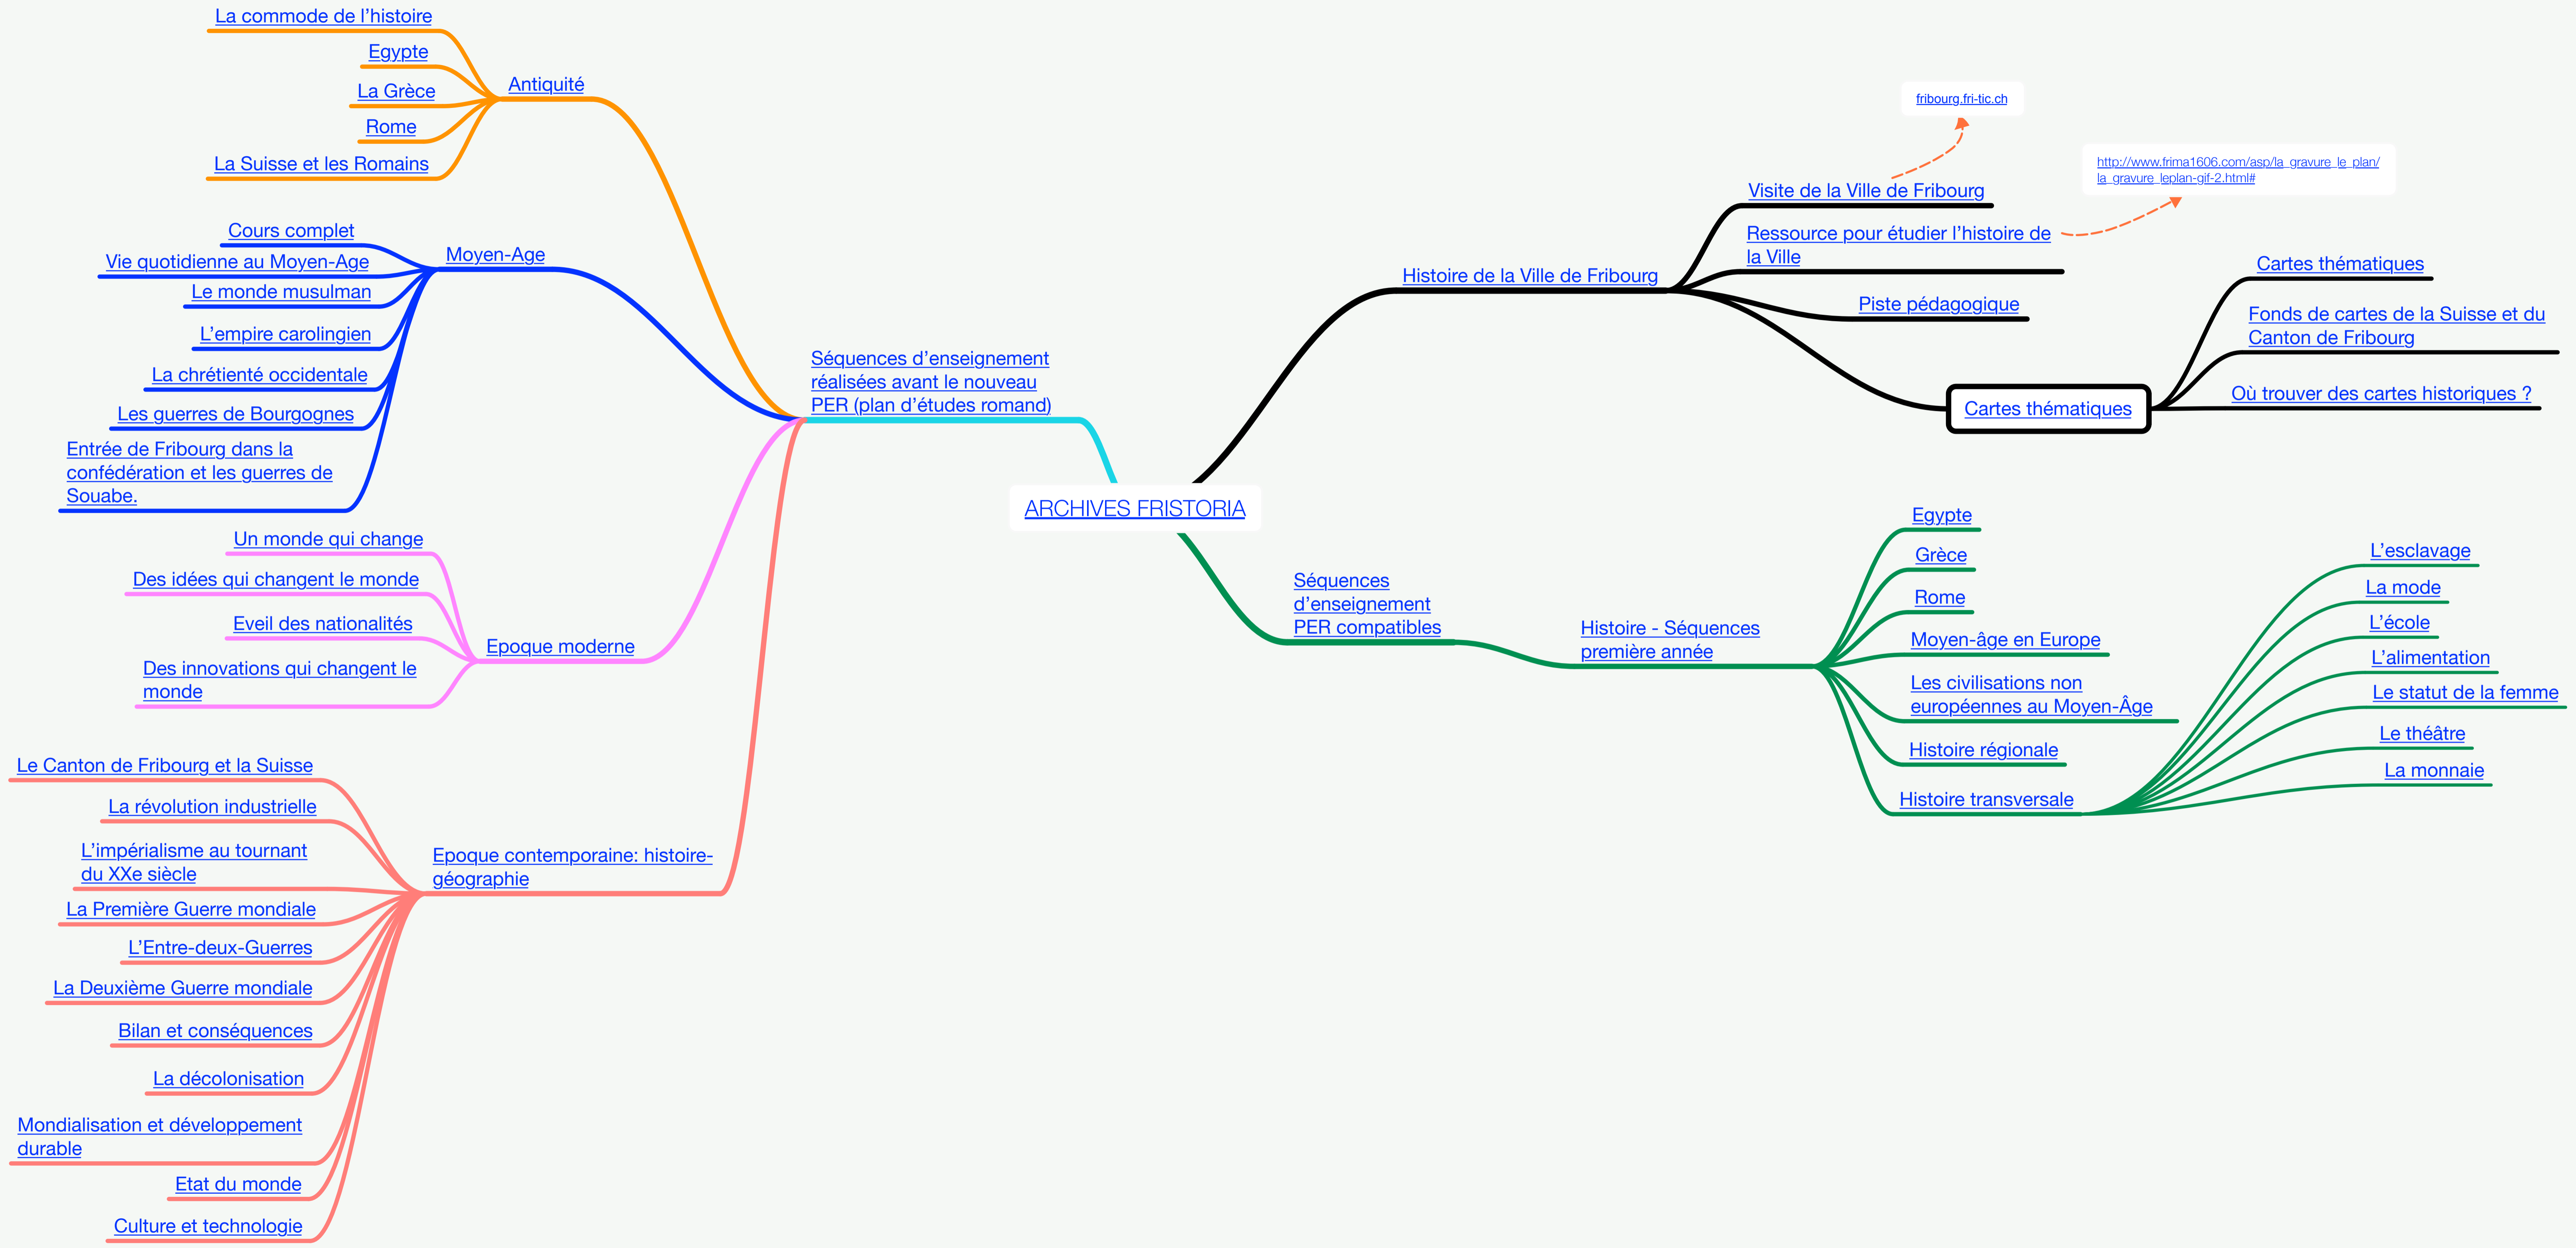 ARCHIVES FRISTORIA
Séquences d’enseignement
réalisées avant le nouveau
PER (plan d’études romand)
Antiquité
La commode de l’histoire
Egypte
La Grèce
Rome
La Suisse et les Romains
Moyen-Age
Cours complet
Vie quotidienne au Moyen-Age
Le monde musulman
L’empire carolingien
La chrétienté occidentale
Les guerres de Bourgognes
Entrée de Fribourg dans la
confédération et les guerres de
Souabe.
Epoque moderne
Un monde qui change
Des idées qui changent le monde
Eveil des nationalités
Des innovations qui changent le
monde
Epoque contemporaine: histoire-
géographie
Le Canton de Fribourg et la Suisse
La révolution industrielle
L’impérialisme au tournant
du XXe siècle
La Première Guerre mondiale
L’Entre-deux-Guerres
La Deuxième Guerre mondiale
Bilan et conséquences
La décolonisation
Mondialisation et développement
durable
Etat du monde
Culture et technologie
Histoire de la Ville de Fribourg
Visite de la Ville de Fribourg
fribourg.fri-tic.ch
Ressource pour étudier l’histoire de
la Ville
http://www.frima1606.com/asp/la_gravure_le_plan/
la_gravure_leplan-gif-2.html#
Piste pédagogique
Cartes thématiques
Cartes thématiques
Fonds de cartes de la Suisse et du
Canton de Fribourg
Où trouver des cartes historiques ?
Séquences
d’enseignement
PER compatibles
Histoire - Séquences
première année
Egypte
Grèce
Rome
Moyen-âge en Europe
Les civilisations non
européennes au Moyen-Âge
Histoire régionale
Histoire transversale
L’esclavage
La mode
L’école
L’alimentation
Le statut de la femme
Le théâtre
La monnaie